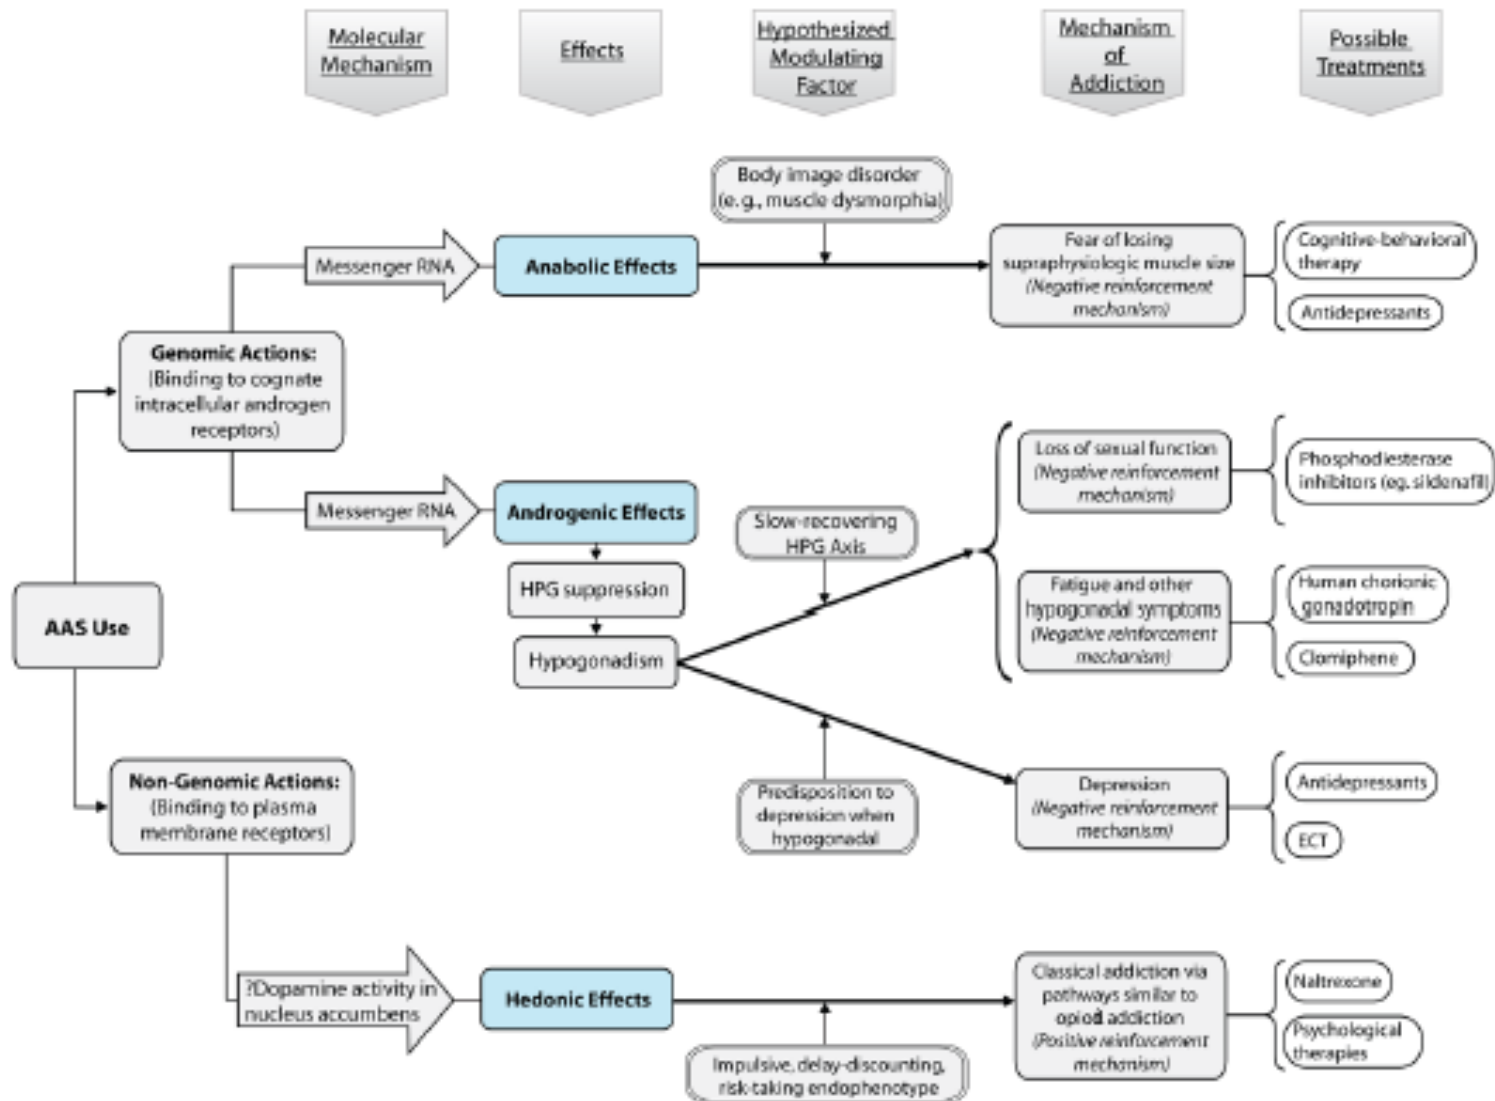 Molecular
Mechanism
Effects
Hypothesized
Modulating
Factor
Mechanism
of
Addiction
Possible
Treatments
Body image disorder
(e.g., muscle dysmorphia)
Messenger RNA
Anabolic Effects
Fear of losing
supraphysiologic muscle size
(Negative reinforcement
mechanism)
Cognitive-behavioral
therapy
Antidepressants
Genomic Actions:
(Binding to cognate
intracellular androgen
receptors)
Messenger RNA
Androgenic Effects
HPG suppression
Hypogonadism
Slow-recovering
HPG Axis
Loss of sexual function
(Negative reinforcement
mechanism)
Phosphodiesterase
inhibitors (eg. sildenafil)
Fatigue and other
hypogonadal symptoms
(Negative reinforcement
mechanism)
Human chorionic
gonadotropin
Clomiphene
AAS Use
Non-Genomic Actions:
(Binding to plasma
membrane receptors)
Predisposition to
depression when
hypogonadal
Depression
(Negative reinforcement
mechanism)
Antidepressants
ECT
?Dopamine activity in
nucleus accumbens
Hedonic Effects
Impulsive, delay-discounting,
risk-taking endophenotype
Classical addiction via
pathways similar to
opioid addiction
(Positive reinforcement
mechanism)
Naltrexone
Psychological
therapies